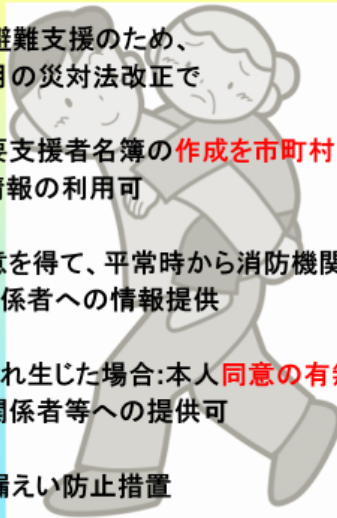 避難支援のため、
月の災対法改正で
要支援者名簿の作成を市町村
情報の利用可
意を得て、平常時から消防機関
係者への情報提供
れ生じた場合:本人同意の有無
関係者等への提供可
漏えい防止措置